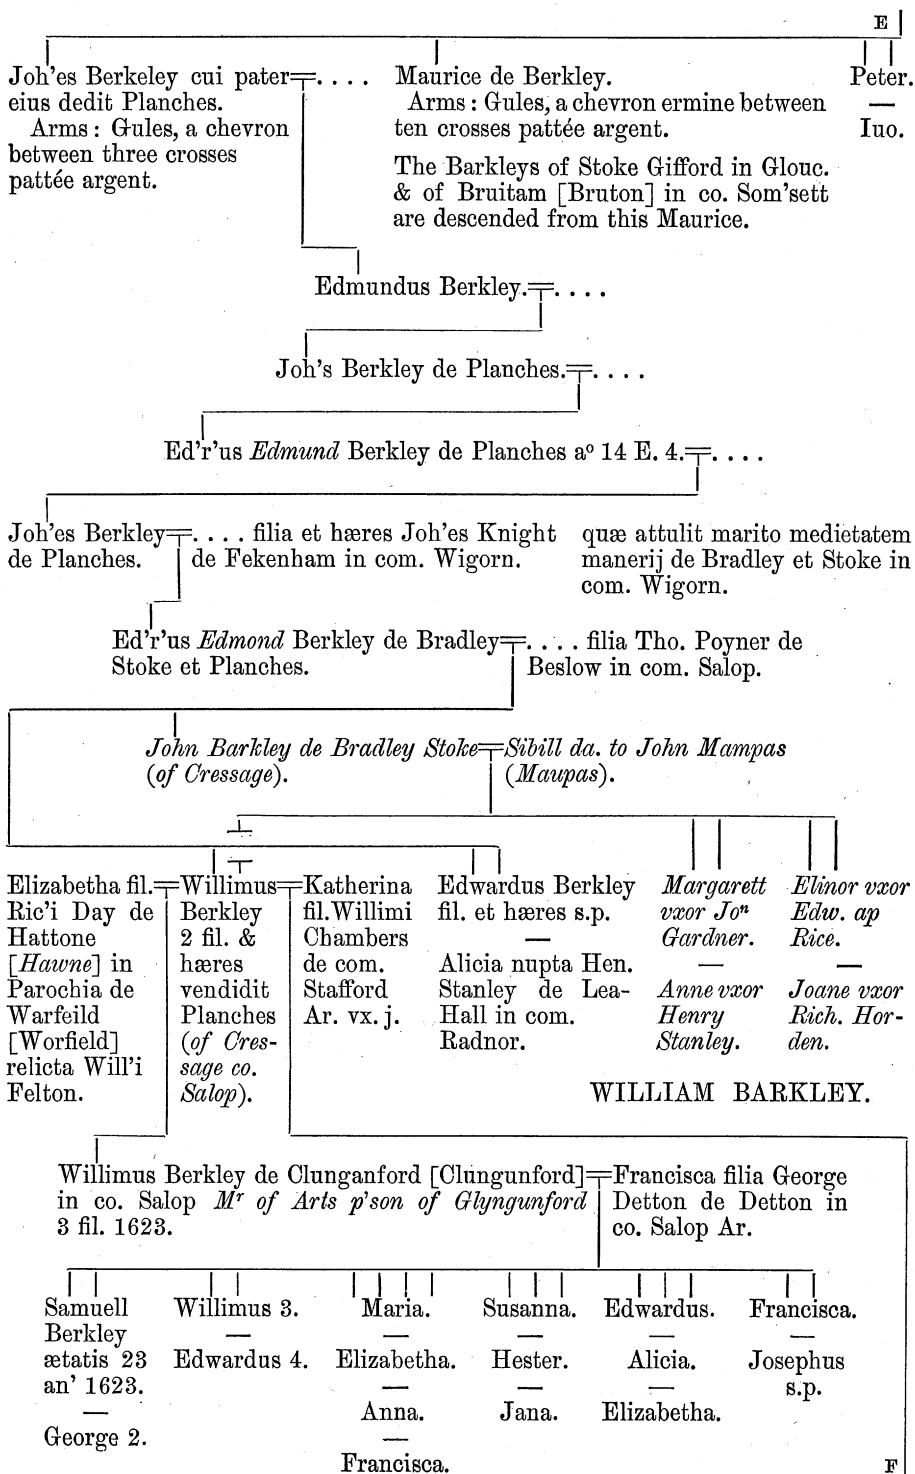 E
Joh'es Berkeley cui pater . . . .
eius dedit Planches.
Arms : Gules, a chevron
between three crosses
pattée argent.
Maurice de Berkley.
Arms : Gules, a chevron ermine between
ten crosses pattée argent.
The Barkleys of Stoke Gifford in Glouc.
& of Bruitam [Bruton] in co. Som'sett
are descended from this Maurice.
Peter.
—
Iuo.
Edmundus Berkley. . . . .
Joh's Berkley de Planches. . . . .
Ed'r'us Edmund Berkley de Planches aº 14 E. 4. . . . .
Joh'es Berkley
de Planches.
. . . . filia et hæres Joh'es Knight
de Fekenham in com. Wigorn.
quæ attulit marito medietatem
manerij de Bradley et Stoke in
com. Wigorn.
Ed'r'us Edmond Berkley de Bradley
Stoke et Planches.
. . . . filia Tho. Poyner de
Beslow in com. Salop.
John Barkley de Bradley Stoke
(of Cressage).
Sibill da. to John Mampas
(Maupas).
Elizabetha fil.
Ric'i Day de
Hattone
[Hawne] in
Parochia de
Warfeild
[Worfield]
relicta Will'i
Felton.
Willimus
Berkley
2 fil. &
hæres
vendidit
Planches
(of Cres-
sage co.
Salop).
Katherina
fil. Willimi
Chambers
de com.
Stafford
Ar. vx. j.
Edwardus Berkley
fil. et hæres s.p.
—
Alicia nupta Hen.
Stanley de Lea-
Hall in com.
Radnor.
Margarett
vxor Joⁿ
Gardner.
—
Anne vxor
Henry
Stanley.
Elinor vxor
Edw. ap
Rice.
—
Joane vxor
Rich. Hor-
den.
WILLIAM BARKLEY.
Willimus Berkley de Clunganford [Clungunford]
in co. Salop Mʳ of Arts p'son of Glyngunford
3 fil. 1623.
Francisca filia George
Detton de Detton in
co. Salop Ar.
Samuell
Berkley
ætatis 23
an' 1623.
—
George 2.
Willimus 3.
—
Edwardus 4.
Maria.
—
Elizabetha.
—
Anna.
—
Francisca.
Susanna.
—
Hester.
—
Jana.
Edwardus.
—
Alicia.
—
Elizabetha.
Francisca.
—
Josephus
s.p.
F